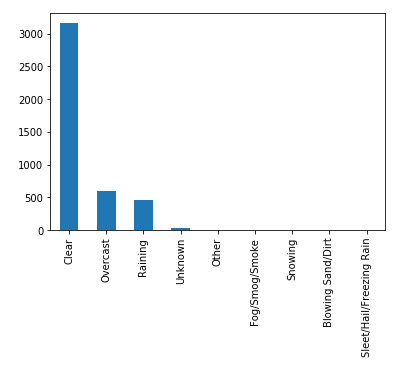 3000
2500
2000
1500
1000
500
0
Clear
Overcast
Raining
Unknown
Other
Fog/Smog/Smoke
Snowing
Blowing Sand/Dirt
Sleet/Hail/Freezing Rain